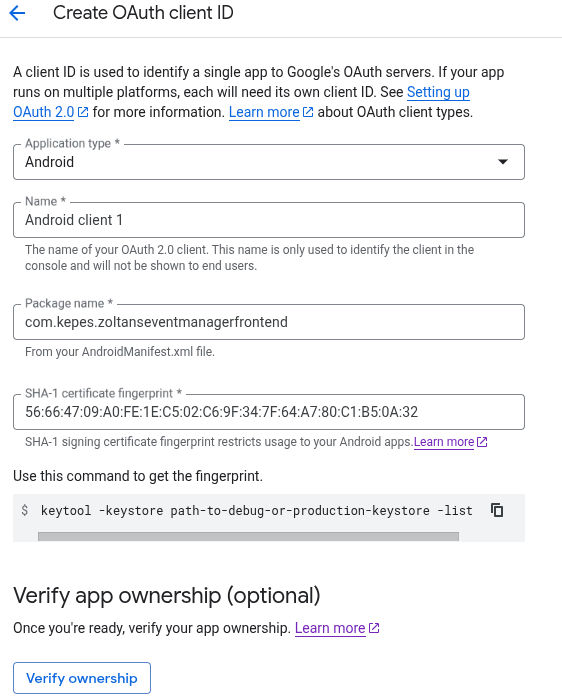 Create OAuth client ID
A client ID is used to identify a single app to Google's OAuth servers. If your app
runs on multiple platforms, each will need its own client ID. See Setting up
OAuth 2.0 for more information. Learn more about OAuth client types.
Application type *
Android
Name *
Android client 1
The name of your OAuth 2.0 client. This name is only used to identify the client in the
console and will not be shown to end users.
Package name *
com.kepes.zoltanseventmanagerfrontend
From your AndroidManifest.xml file.
SHA-1 certificate fingerprint *
56:66:47:09:A0:FE:1E:C5:02:C6:9F:34:7F:64:A7:80:C1:B5:0A:32
SHA-1 signing certificate fingerprint restricts usage to your Android apps.Learn more
Use this command to get the fingerprint.
$ keytool -keystore path-to-debug-or-production-keystore -list
Verify app ownership (optional)
Once you're ready, verify your app ownership. Learn more
Verify ownership